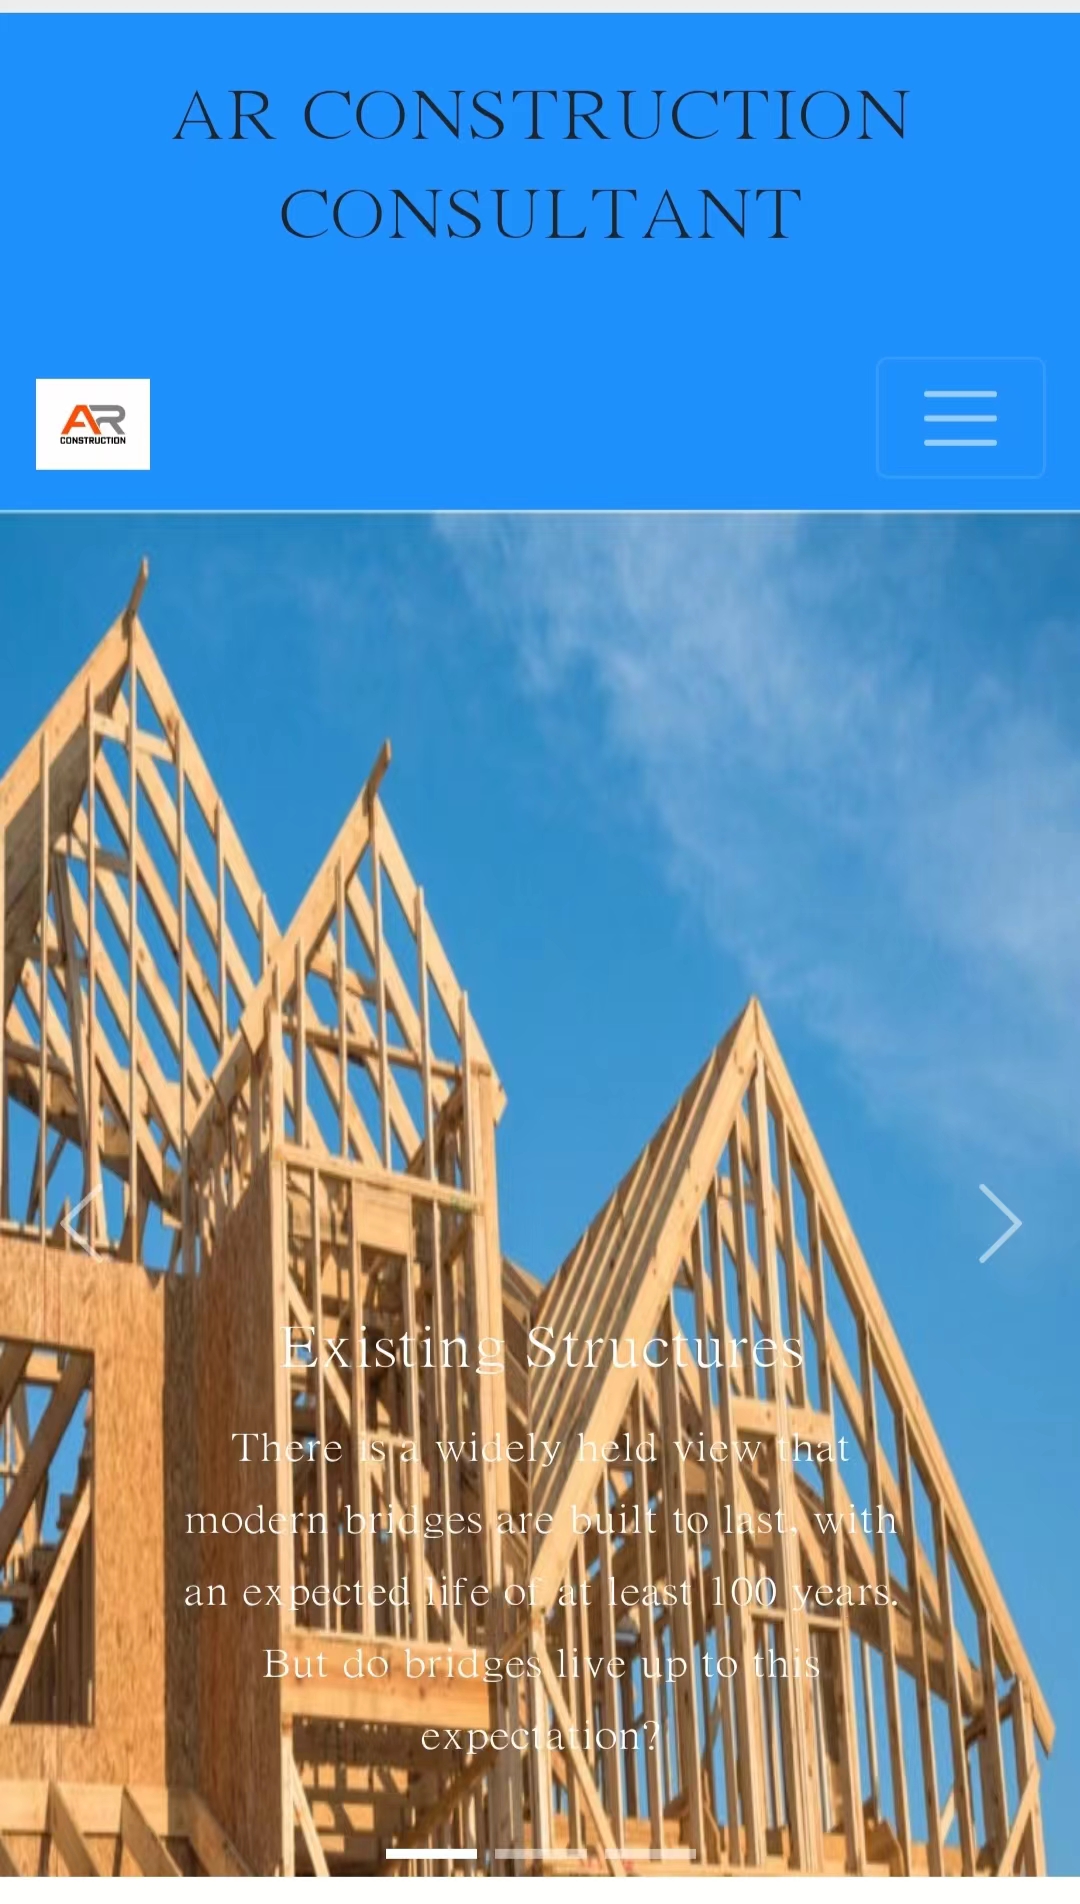 AR CONSTRUCTION
CONSULTANT
AR
CONSTRUCTION
Existing Structures
There is a widely held view that
modern bridges are built to last, with
an expected life of at least 100 years.
But do bridges live up to this
expectation?